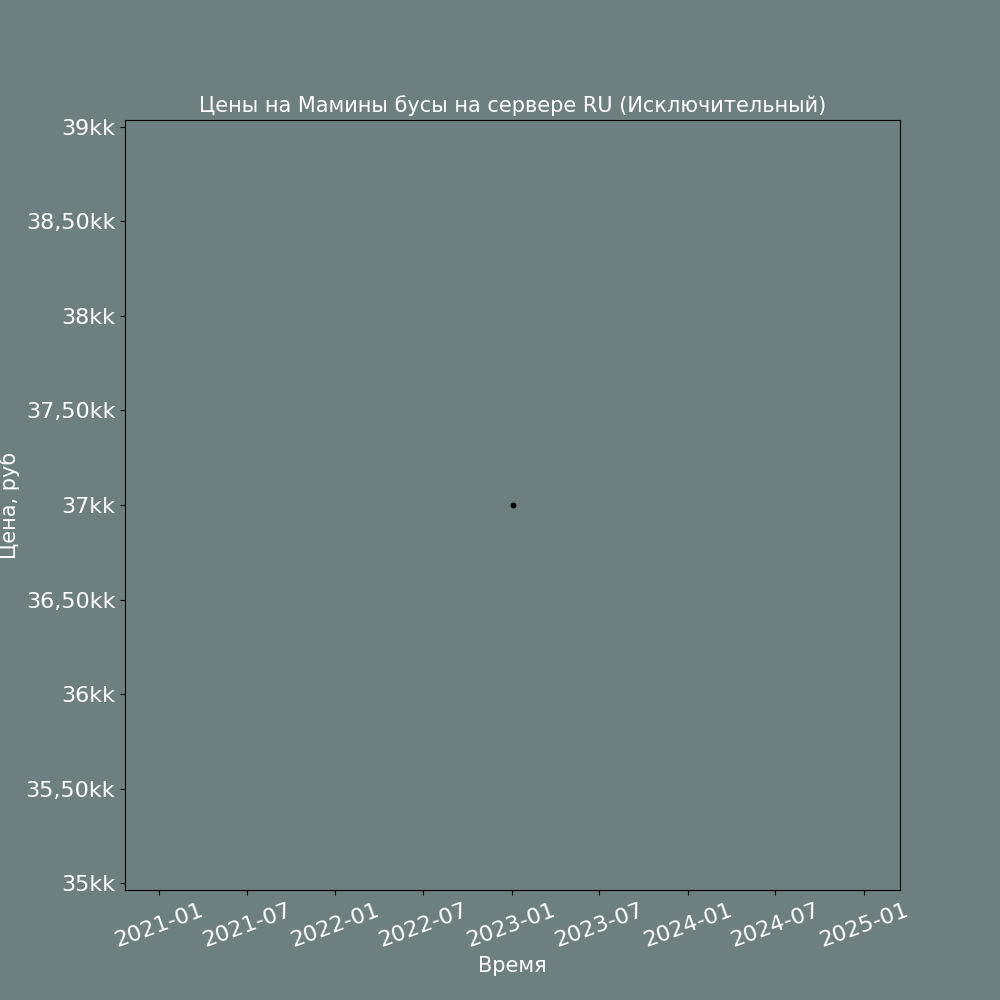 Цены на Мамины бусы на сервере RU (Исключительный)
39kk
38,50kk
38kk
37,50kk
37kk
36,50kk
36kk
35,50kk
35kk
Цена, руб
2021-01
2021-07
2022-01
2022-07
2023-01
2023-07
2024-01
2024-07
2025-01
Время